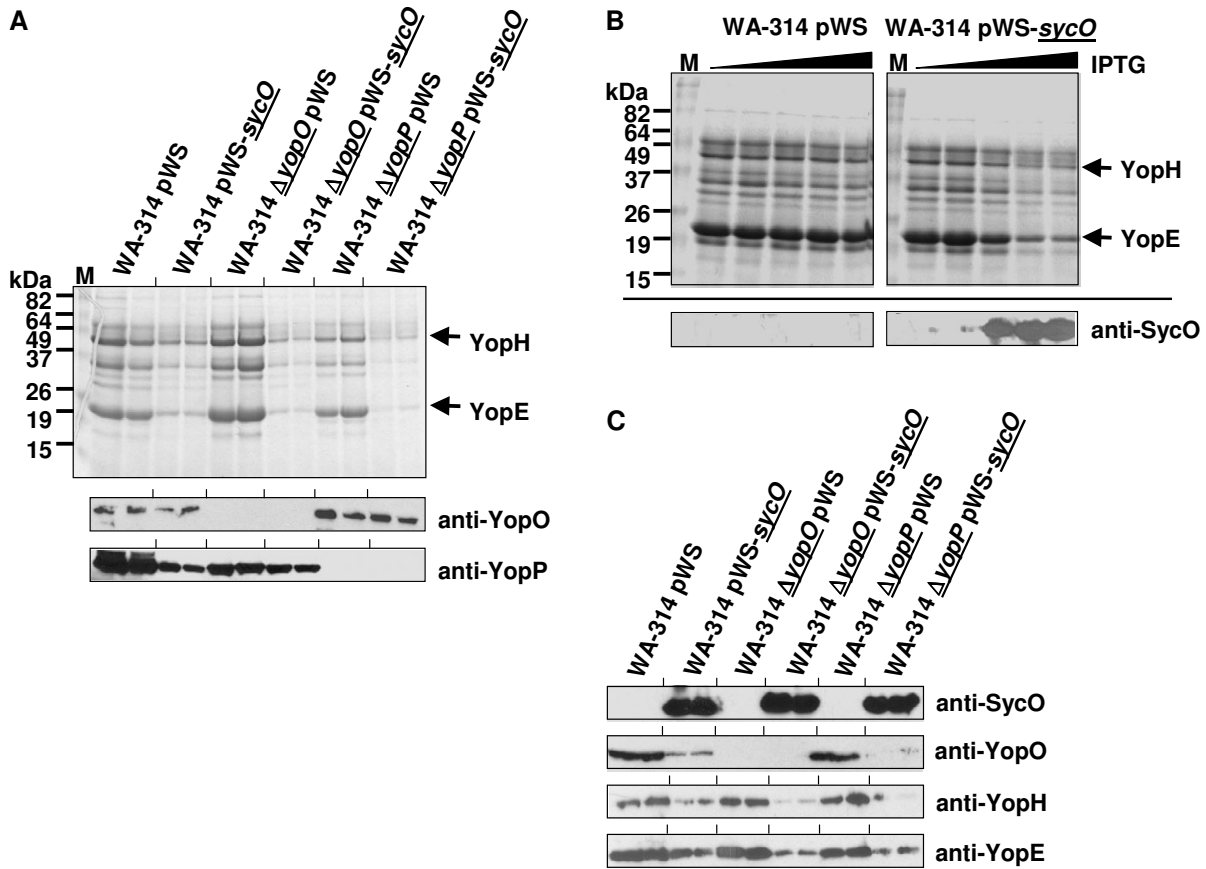 A
WA-314 pWS
WA-314 pWS-sycO
WA-314 ΔyopO pWS
WA-314 ΔyopO pWS-sycO
WA-314 ΔyopP pWS
WA-314 ΔyopP pWS-sycO
kDa
M
82
64
49
37
26
19
15
YopH
YopE
anti-YopO
anti-YopP
B
WA-314 pWS
WA-314 pWS-sycO
M
M
IPTG
kDa
82
64
49
37
26
19
15
YopH
YopE
anti-SycO
C
WA-314 pWS
WA-314 pWS-sycO
WA-314 ΔyopO pWS
WA-314 ΔyopO pWS-sycO
WA-314 ΔyopP pWS
WA-314 ΔyopP pWS-sycO
anti-SycO
anti-YopO
anti-YopH
anti-YopE